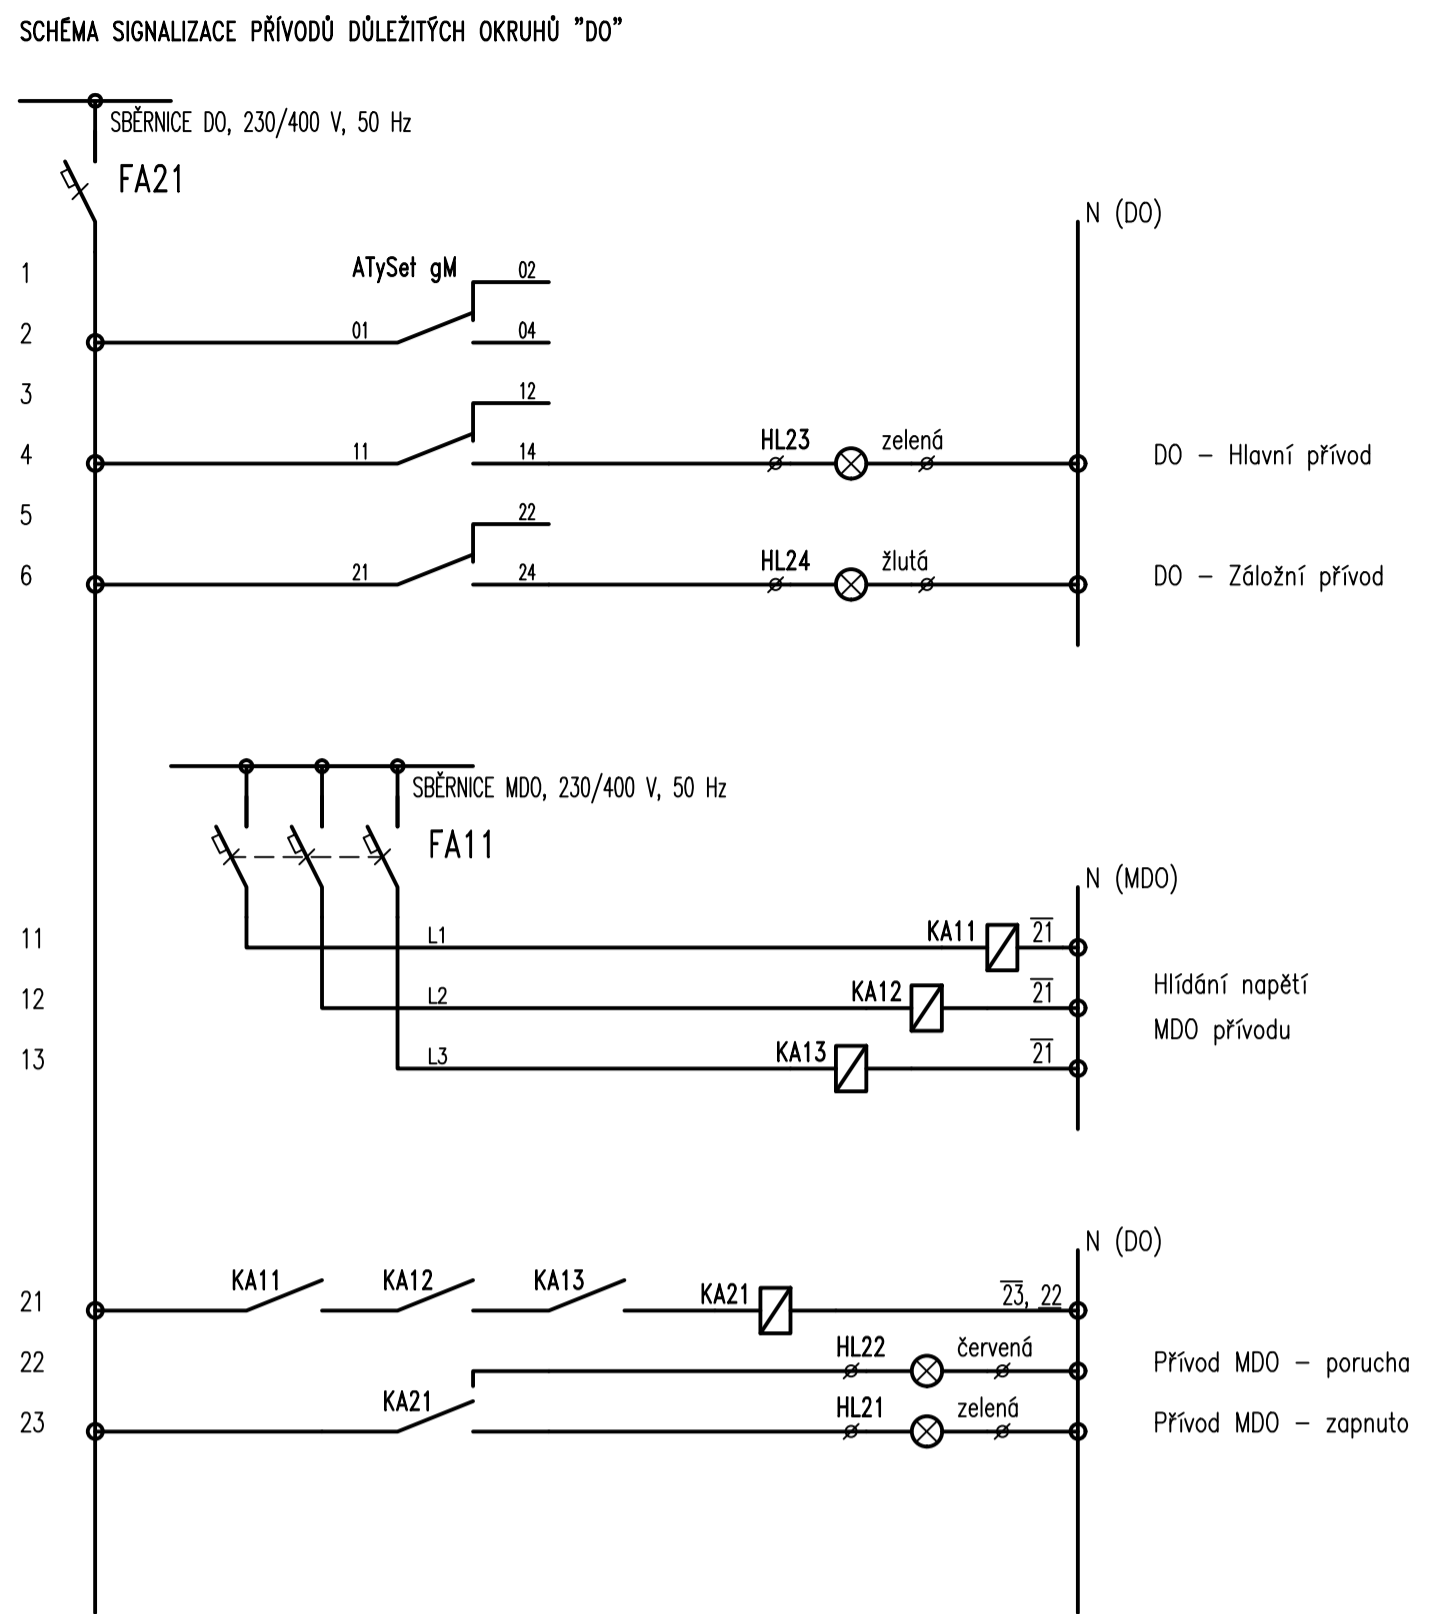 SCHÉMA SIGNALIZACE PŘÍVODŮ DŮLEŽITÝCH OKRUHŮ "DO"
SBĚRNICE DO, 230/400 V, 50 Hz
FA21
N (DO)
1 ATySet gM 02
2 01 04
3 12
4 11 14 HL23 zelená DO – Hlavní přívod
5 22
6 21 24 HL24 žlutá DO – Záložní přívod
SBĚRNICE MDO, 230/400 V, 50 Hz
FA11
N (MDO)
11 L1 KA11 21
12 L2 KA12 21
13 L3 KA13 21
Hlídání napětí
MDO přívodu
N (DO)
21 KA11 KA12 KA13 KA21 23, 22
22 HL22 červená Přívod MDO – porucha
23 KA21 HL21 zelená Přívod MDO – zapnuto